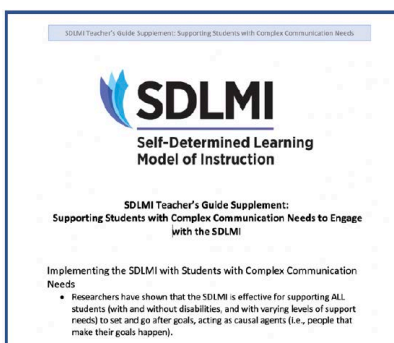 SDLMI Teacher's Guide Supplement: Supporting Students with Complex Communication Needs
SDLMI
Self-Determined Learning
Model of Instruction
SDLMI Teacher's Guide Supplement:
Supporting Students with Complex Communication Needs to Engage
with the SDLMI
Implementing the SDLMI with Students with Complex Communication
Needs
• Researchers have shown that the SDLMI is effective for supporting ALL
students (with and without disabilities, and with varying levels of support
needs) to set and go after goals, acting as causal agents (i.e., people that
make their goals happen).